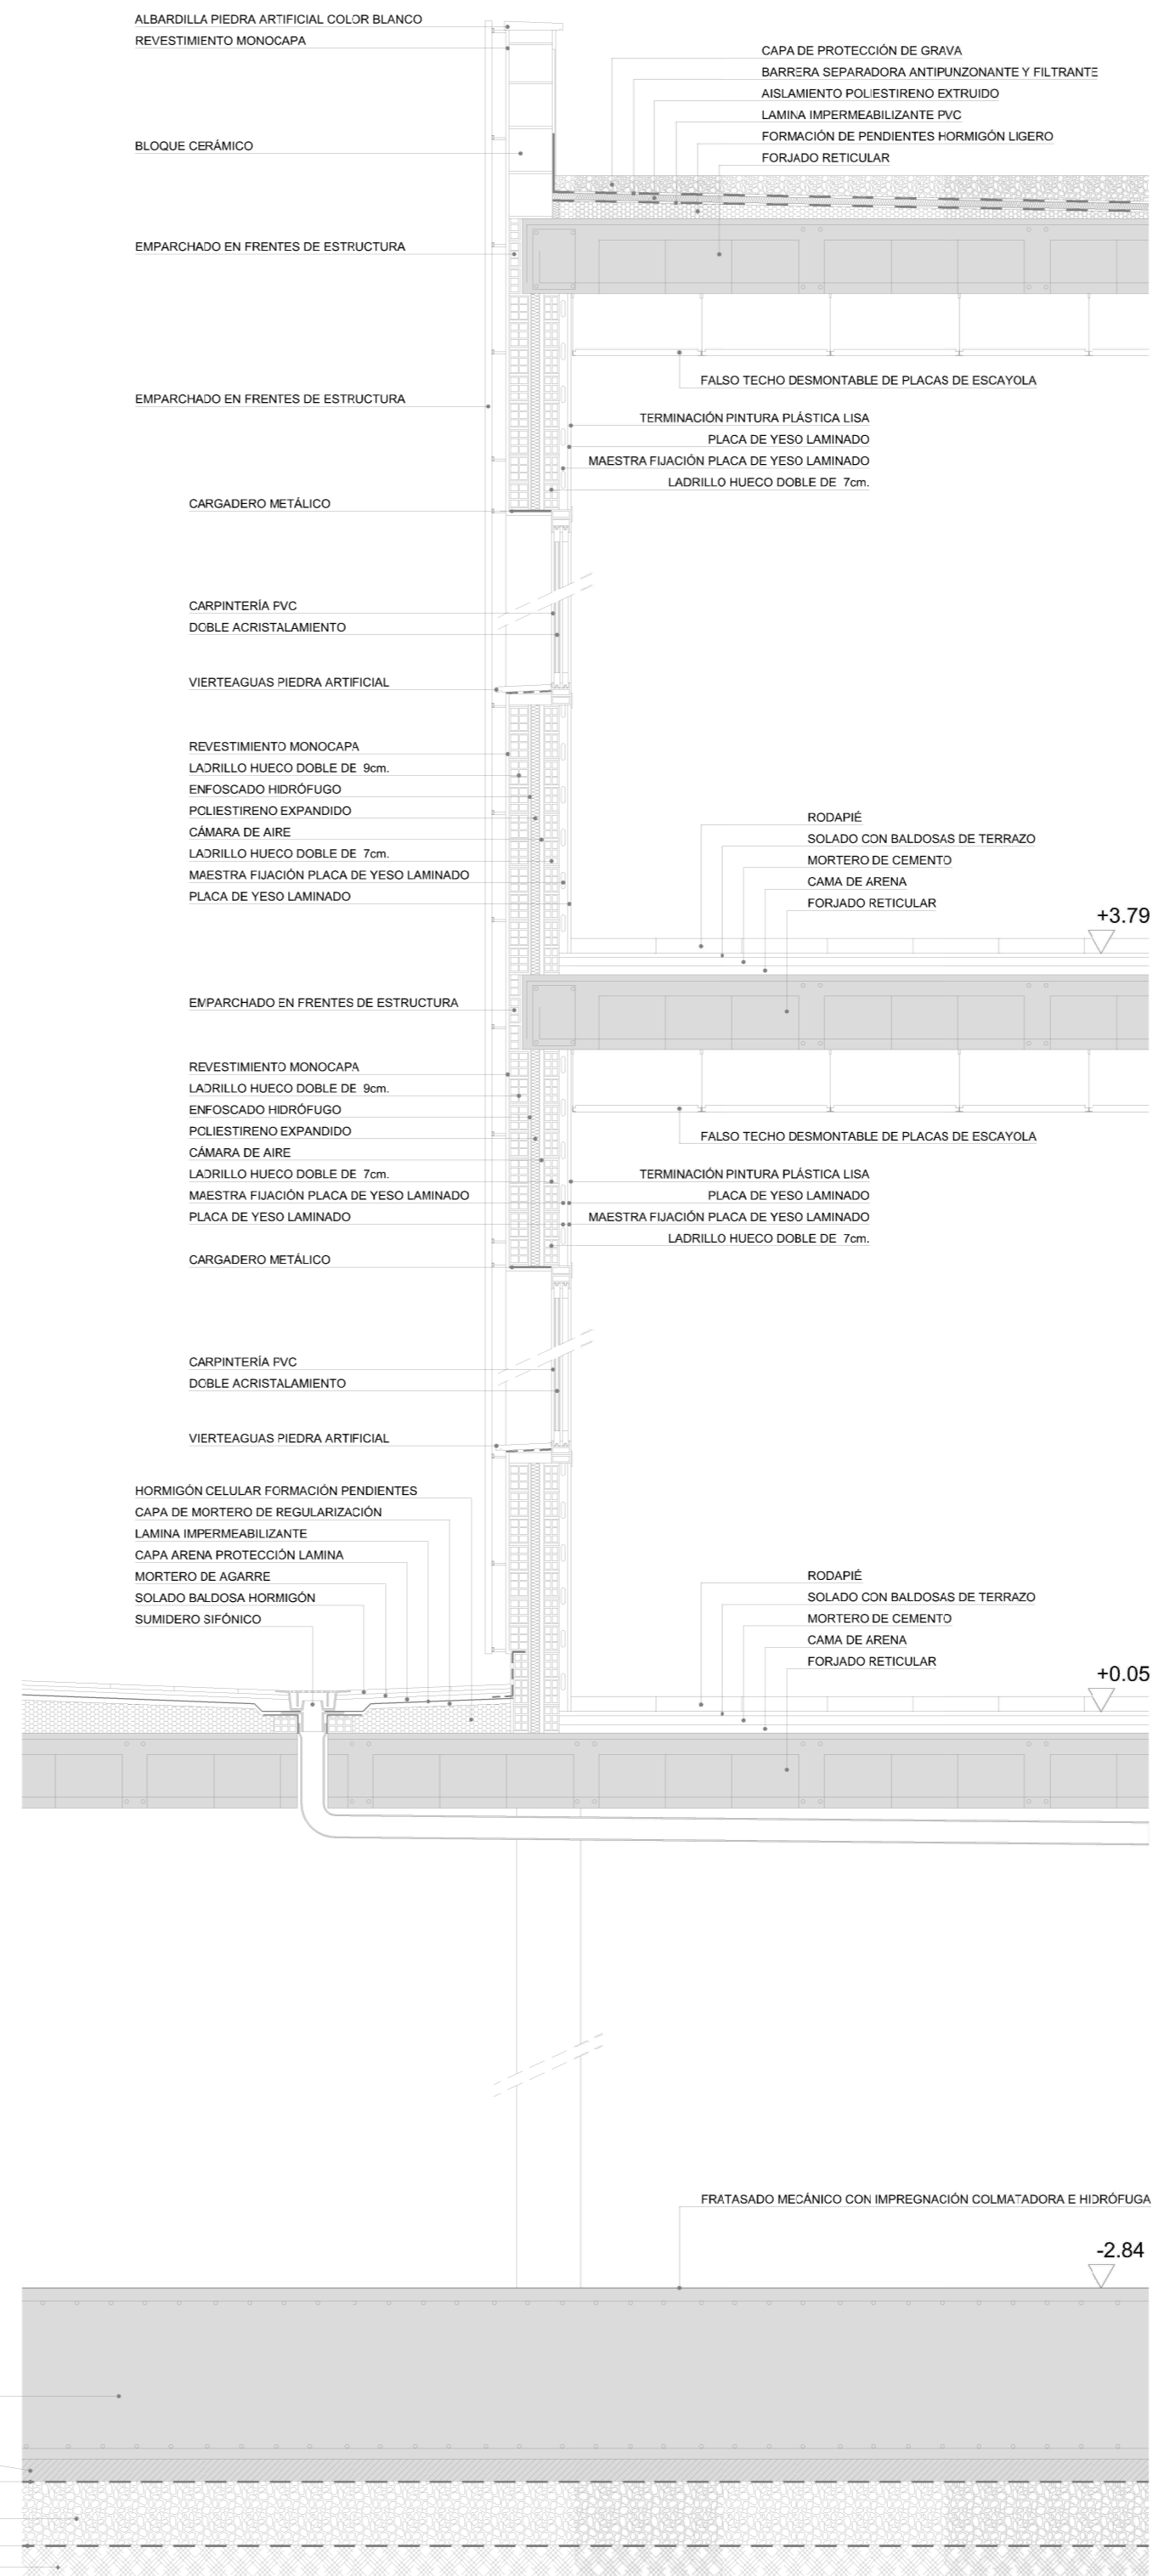 ALBARDILLA PIEDRA ARTIFICIAL COLOR BLANCO
REVESTIMIENTO MONOCAPA
CAPA DE PROTECCIÓN DE GRAVA
BARRERA SEPARADORA ANTIPUNZONANTE Y FILTRANTE
AISLAMIENTO POLIESTIRENO EXTRUIDO
LAMINA IMPERMEABILIZANTE PVC
FORMACIÓN DE PENDIENTES HORMIGÓN LIGERO
FORJADO RETICULAR
BLOQUE CERÁMICO
EMPARCHADO EN FRENTES DE ESTRUCTURA
FALSO TECHO DESMONTABLE DE PLACAS DE ESCAYOLA
EMPARCHADO EN FRENTES DE ESTRUCTURA
TERMINACIÓN PINTURA PLÁSTICA LISA
PLACA DE YESO LAMINADO
MAESTRA FIJACIÓN PLACA DE YESO LAMINADO
LADRILLO HUECO DOBLE DE 7cm.
CARGADERO METÁLICO
CARPINTERÍA PVC
DOBLE ACRISTALAMIENTO
VIERTEAGUAS PIEDRA ARTIFICIAL
REVESTIMIENTO MONOCAPA
LADRILLO HUECO DOBLE DE 9cm.
ENFOSCADO HIDRÓFUGO
POLIESTIRENO EXPANDIDO
CÁMARA DE AIRE
LADRILLO HUECO DOBLE DE 7cm.
MAESTRA FIJACIÓN PLACA DE YESO LAMINADO
PLACA DE YESO LAMINADO
RODAPIÉ
SOLADO CON BALDOSAS DE TERRAZO
MORTERO DE CEMENTO
CAMA DE ARENA
FORJADO RETICULAR
+3.79
EMPARCHADO EN FRENTES DE ESTRUCTURA
REVESTIMIENTO MONOCAPA
LADRILLO HUECO DOBLE DE 9cm.
ENFOSCADO HIDRÓFUGO
POLIESTIRENO EXPANDIDO
CÁMARA DE AIRE
LADRILLO HUECO DOBLE DE 7cm.
MAESTRA FIJACIÓN PLACA DE YESO LAMINADO
PLACA DE YESO LAMINADO
FALSO TECHO DESMONTABLE DE PLACAS DE ESCAYOLA
TERMINACIÓN PINTURA PLÁSTICA LISA
PLACA DE YESO LAMINADO
MAESTRA FIJACIÓN PLACA DE YESO LAMINADO
LADRILLO HUECO DOBLE DE 7cm.
CARGADERO METÁLICO
CARPINTERÍA PVC
DOBLE ACRISTALAMIENTO
VIERTEAGUAS PIEDRA ARTIFICIAL
HORMIGÓN CELULAR FORMACIÓN PENDIENTES
CAPA DE MORTERO DE REGULARIZACIÓN
LAMINA IMPERMEABILIZANTE
CAPA ARENA PROTECCIÓN LAMINA
MORTERO DE AGARRE
SOLADO BALDOSA HORMIGÓN
SUMIDERO SIFÓNICO
RODAPIÉ
SOLADO CON BALDOSAS DE TERRAZO
MORTERO DE CEMENTO
CAMA DE ARENA
FORJADO RETICULAR
+0.05
FRATASADO MECÁNICO CON IMPREGNACIÓN COLMATADORA E HIDRÓFUGA
-2.84